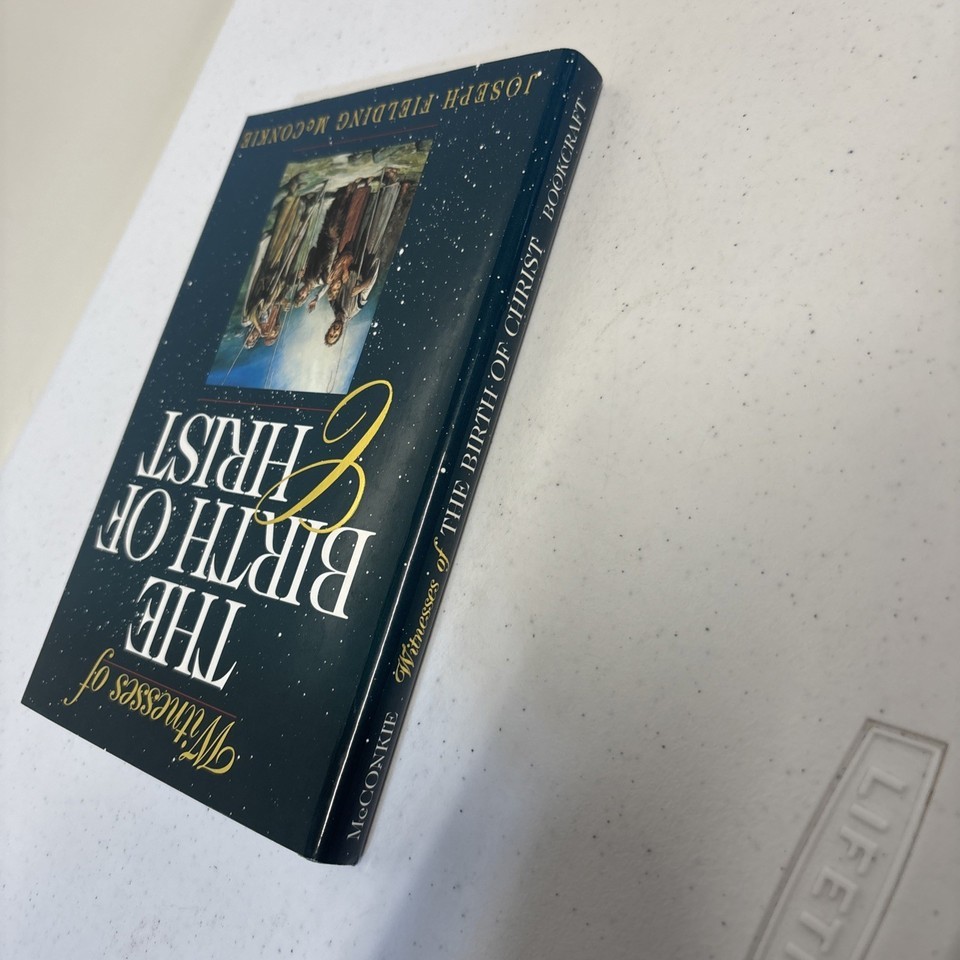 Witnesses of
THE
BIRTH OF
CHRIST
JOSEPH FIELDING McCONKIE
McCONKIE Witnesses of THE BIRTH OF CHRIST BOOKCRAFT
LIFETI